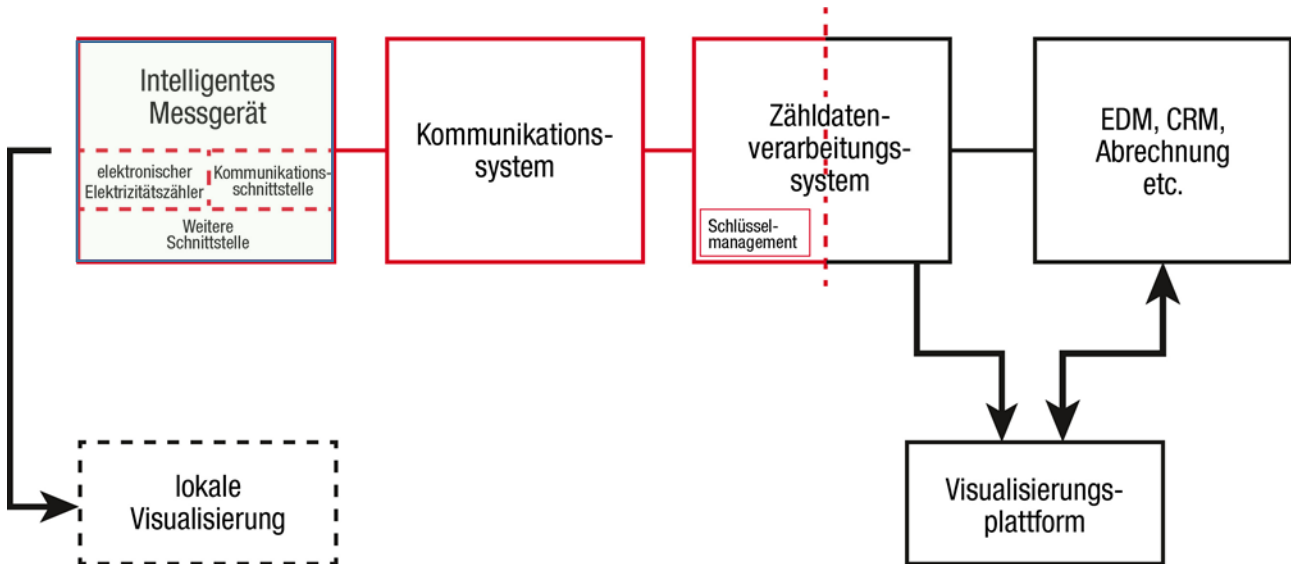 Intelligentes
Messgerät
elektronischer
Elektrizitätszähler
Kommunikations-
schnittstelle
Weitere
Schnittstelle
Kommunikations-
system
Zähldaten-
verarbeitungs-
system
Schlüssel-
management
EDM, CRM,
Abrechnung
etc.
lokale
Visualisierung
Visualisierungs-
plattform